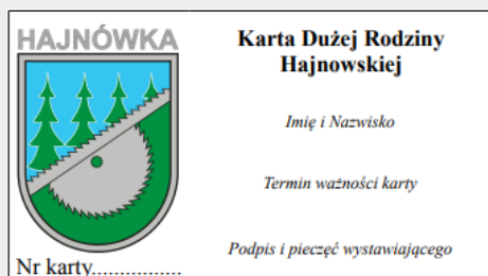 HAJNÓWKA
Karta Dużej Rodziny
Hajnowskiej
Imię i Nazwisko
Termin ważności karty
Podpis i pieczęć wystawiającego
Nr karty................